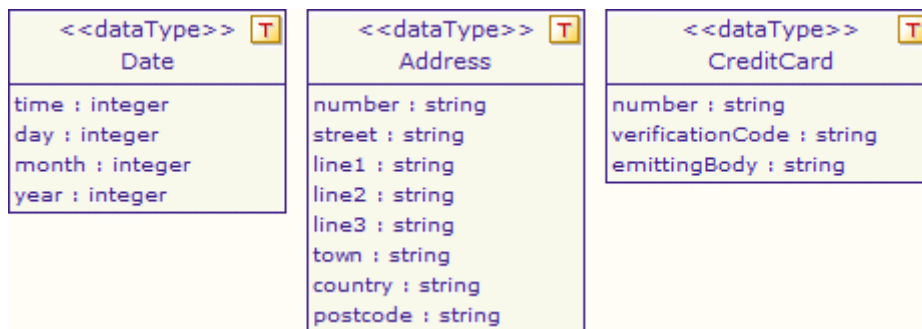 <<dataType>> T
Date
time : integer
day : integer
month : integer
year : integer
<<dataType>> T
Address
number : string
street : string
line1 : string
line2 : string
line3 : string
town : string
country : string
postcode : string
<<dataType>> T
CreditCard
number : string
verificationCode : string
emittingBody : string